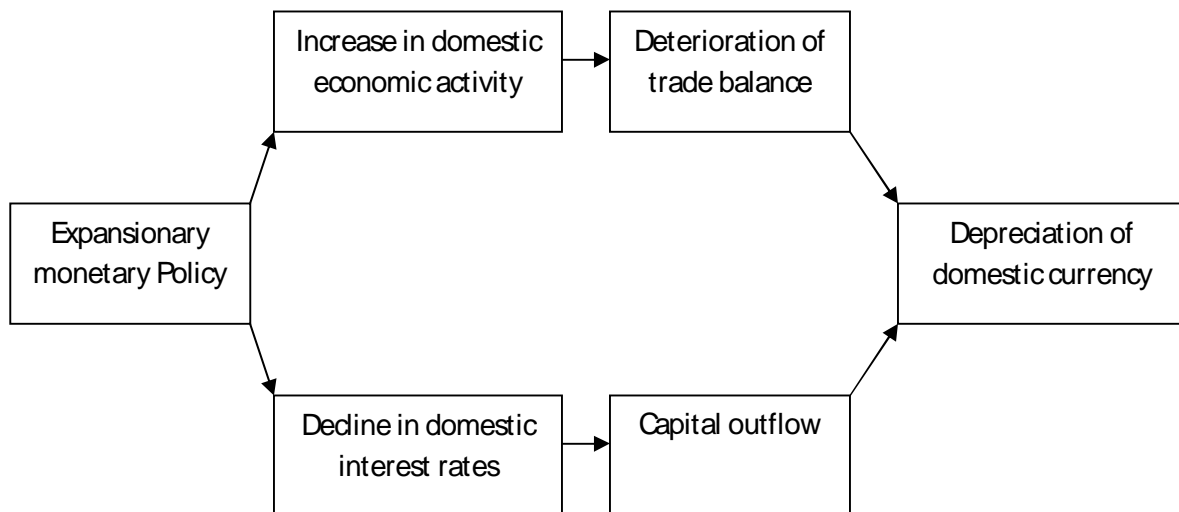 Increase in domestic
economic activity
Deterioration of
trade balance
Expansionary
monetary Policy
Depreciation of
domestic currency
Decline in domestic
interest rates
Capital outflow